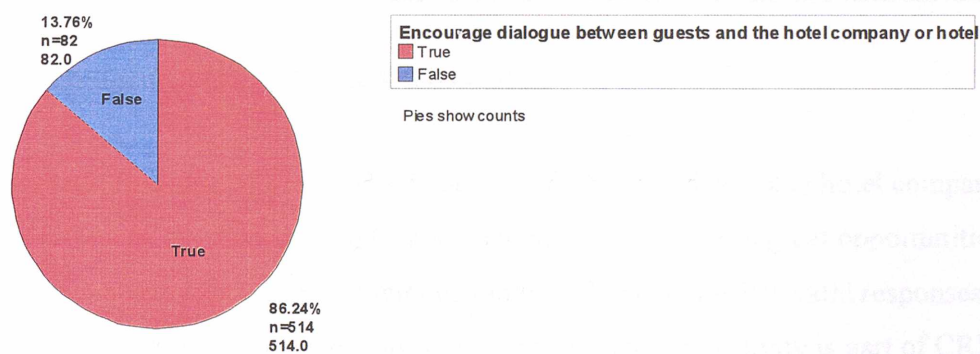 13.76%
n=82
82.0
False
True
86.24%
n=514
514.0
Encourage dialogue between guests and the hotel company or hotel
True
False
Pies show counts